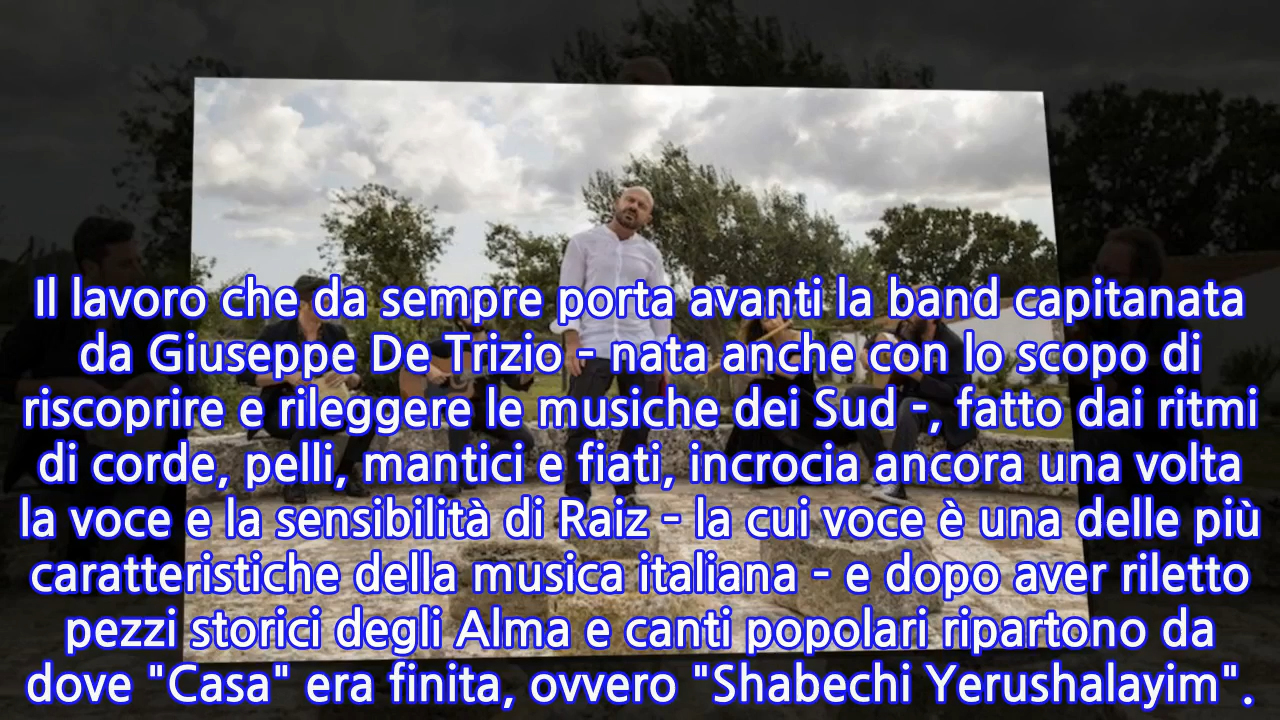 Il lavoro che da sempre porta avanti la band capitanata
da Giuseppe De Trizio - nata anche con lo scopo di
riscoprire e rileggere le musiche dei Sud -, fatto dai ritmi
di corde, pelli, mantici e fiati, incrocia ancora una volta
la voce e la sensibilità di Raiz - la cui voce è una delle più
caratteristiche della musica italiana - e dopo aver riletto
pezzi storici degli Alma e canti popolari ripartono da
dove "Casa" era finita, ovvero "Shabechi Yerushalayim".